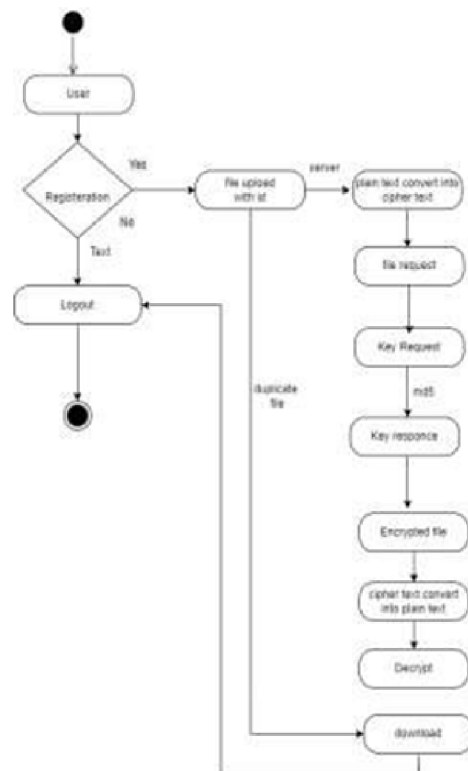 User
Registeration
Yes
No
Text
file upload
with id
server
plain text convert into
cipher text
file request
Key Request
md5
Key responce
Encrypted file
cipher text convert
into plain text
Decrypt
download
duplicate
file
Logout